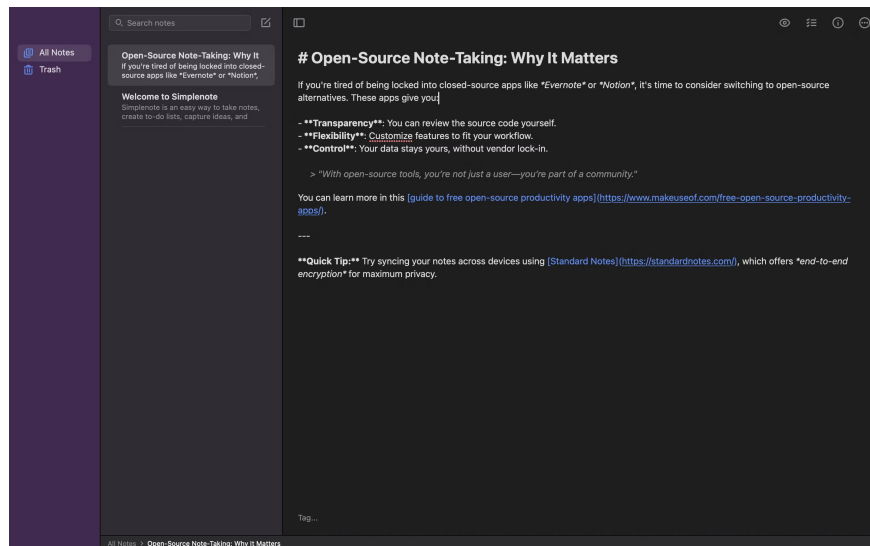 Search notes
All Notes
Trash
Open-Source Note-Taking: Why It
If you're tired of being locked into closed-
source apps like *Evernote* or *Notion*,
Welcome to Simplenote
Simplenote is an easy way to take notes,
create to-do lists, capture ideas, and
# Open-Source Note-Taking: Why It Matters
If you're tired of being locked into closed-source apps like *Evernote* or *Notion*, it's time to consider switching to open-source
alternatives. These apps give you:
- **Transparency**: You can review the source code yourself.
- **Flexibility**: Customize features to fit your workflow.
- **Control**: Your data stays yours, without vendor lock-in.
> "With open-source tools, you're not just a user—you're part of a community."
You can learn more in this [guide to free open-source productivity apps](https://www.makeuseof.com/free-open-source-productivity-
apps/).
---
**Quick Tip:** Try syncing your notes across devices using [Standard Notes](https://standardnotes.com/), which offers *end-to-end
encryption* for maximum privacy.
Tag...
All Notes > Open-Source Note-Taking: Why It Matters